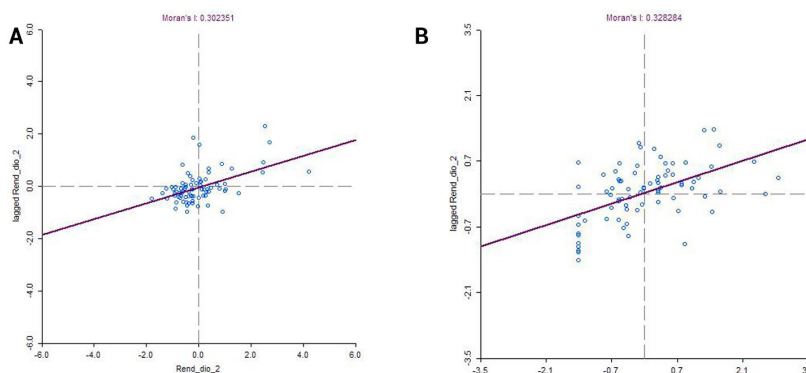 A
Moran's I: 0.302351
6.0
4.0
2.0
0.0
-2.0
-4.0
-6.0
lagged Rend_dio_2
-6.0 -4.0 -2.0 0.0 2.0 4.0 6.0
Rend_dio_2
B
Moran's I: 0.328284
3.5
2.1
0.7
-0.7
-2.1
-3.5
lagged Rend_dio_2
-3.5 -2.1 -0.7 0.7 2.1